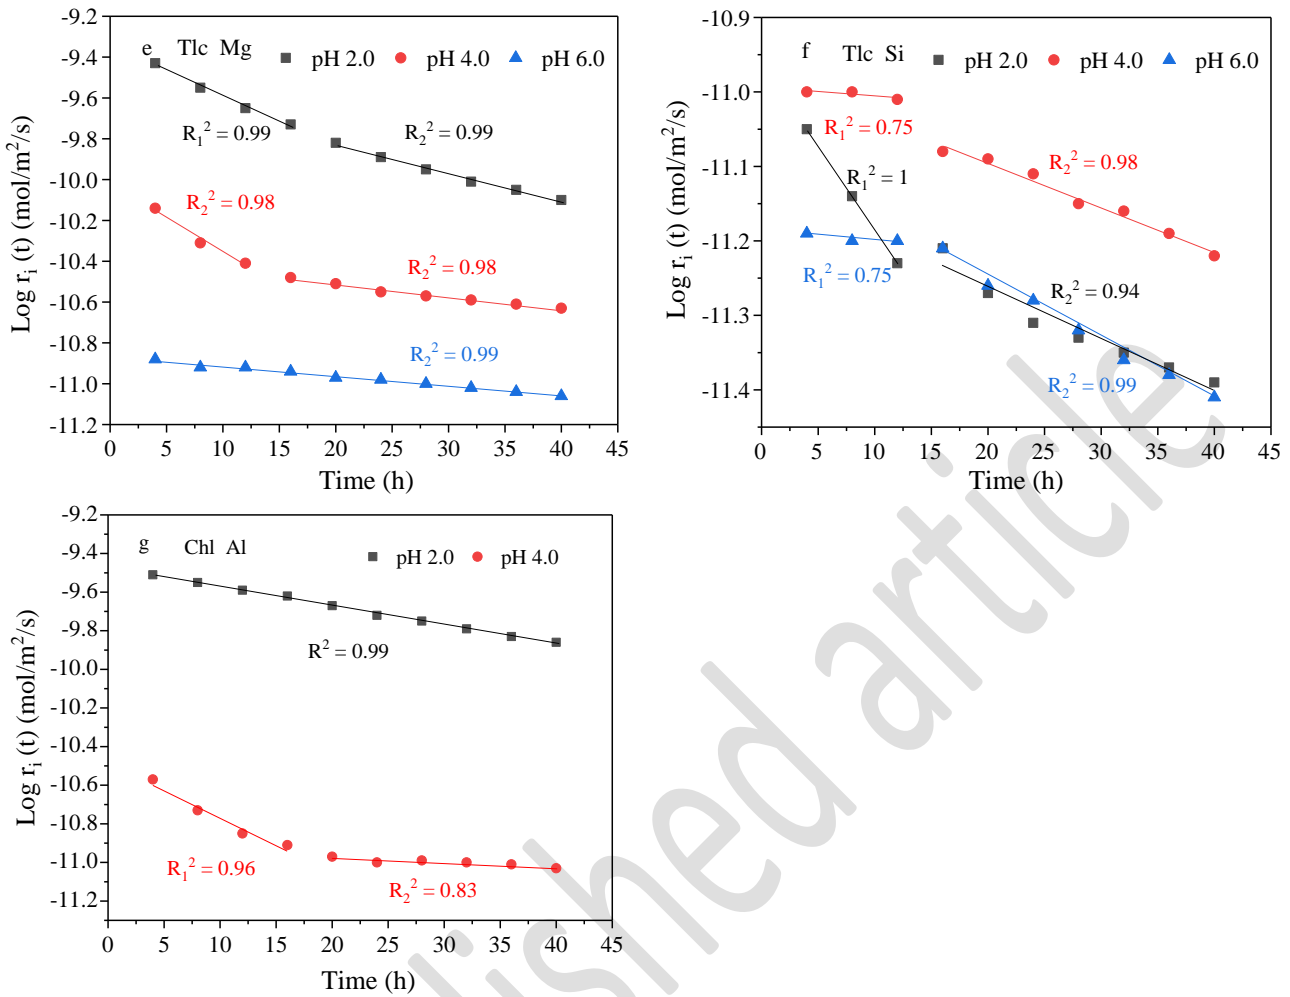 e Tlc Mg
pH 2.0 pH 4.0 pH 6.0
-9.2
-9.4
-9.6
-9.8
-10.0
-10.2
-10.4
-10.6
-10.8
-11.0
-11.2
Log r_i (t) (mol/m²/s)
R₁² = 0.99
R₂² = 0.99
R₂² = 0.98
R₂² = 0.98
R₂² = 0.99
0 5 10 15 20 25 30 35 40 45
Time (h)
f Tlc Si
pH 2.0 pH 4.0 pH 6.0
-10.9
-11.0
-11.1
-11.2
-11.3
-11.4
Log r_i (t) (mol/m²/s)
R₁² = 0.75
R₁² = 1
R₂² = 0.98
R₁² = 0.75
R₂² = 0.94
R₂² = 0.99
0 5 10 15 20 25 30 35 40 45
Time (h)
g Chl Al
pH 2.0 pH 4.0
-9.2
-9.4
-9.6
-9.8
-10.0
-10.2
-10.4
-10.6
-10.8
-11.0
-11.2
Log r_i (t) (mol/m²/s)
R² = 0.99
R₁² = 0.96
R₂² = 0.83
0 5 10 15 20 25 30 35 40 45
Time (h)
lished article